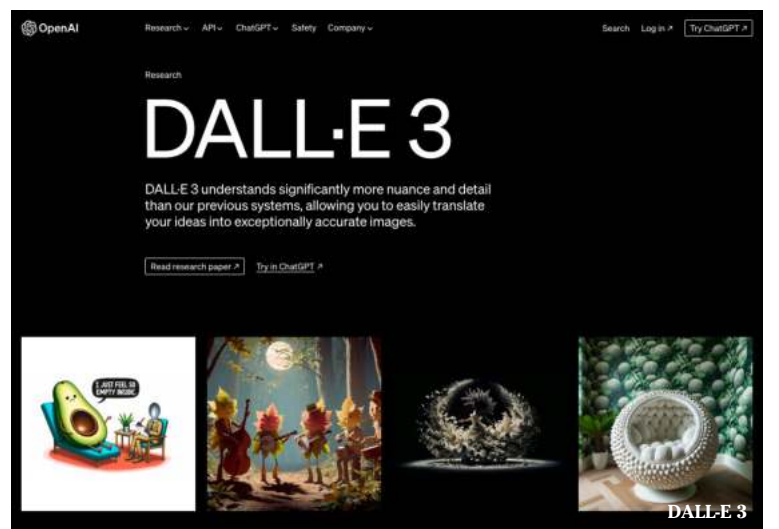 OpenAI
Research API ChatGPT Safety Company
Search Log in ↗ Try ChatGPT ↗
Research
DALL·E 3
DALL·E 3 understands significantly more nuance and detail
than our previous systems, allowing you to easily translate
your ideas into exceptionally accurate images.
Read research paper ↗ Try in ChatGPT ↗
I JUST FEEL SO
EMPTY INSIDE.
DALL·E 3